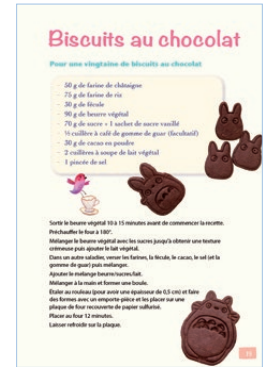 Biscuits au chocolat
Pour une vingtaine de biscuits au chocolat
- 50 g de farine de châtaigne
- 75 g de farine de riz
- 30 g de fécule
- 90 g de beurre végétal
- 70 g de sucre + 1 sachet de sucre vanillé
- ½ cuillère à café de gomme de guar (facultatif)
- 30 g de cacao en poudre
- 2 cuillères à soupe de lait végétal
- 1 pincée de sel
Sortir le beurre végétal 10 à 15 minutes avant de commencer la recette.
Préchauffer le four à 180°.
Mélanger le beurre végétal avec les sucres jusqu'à obtenir une texture
crémeuse puis ajouter le lait végétal.
Dans un autre saladier, verser les farines, la fécule, le cacao, le sel (et la
gomme de guar) puis mélanger.
Ajouter le mélange beurre/sucres/lait.
Mélanger à la main et former une boule.
Étaler au rouleau (pour avoir une épaisseur de 0,5 cm) et faire
des formes avec un emporte-pièce et les placer sur une
plaque de four recouverte de papier sulfurisé.
Placer au four 12 minutes.
Laisser refroidir sur la plaque.